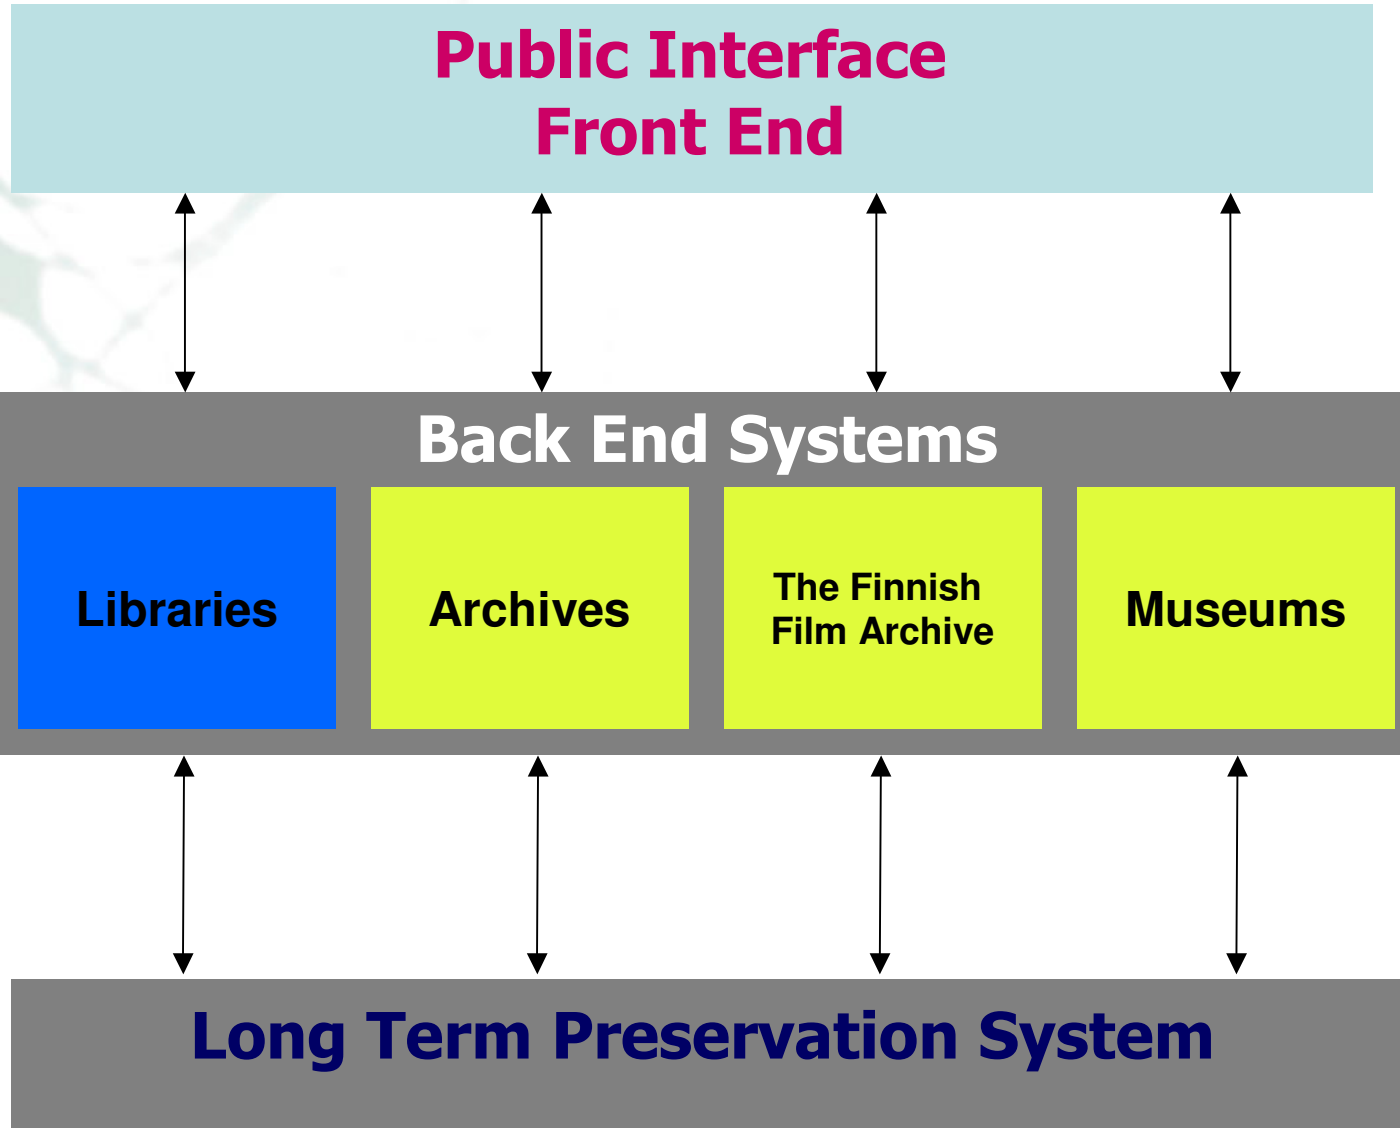 Public Interface
Front End
Back End Systems
Libraries
Archives
The Finnish
Film Archive
Museums
Long Term Preservation System